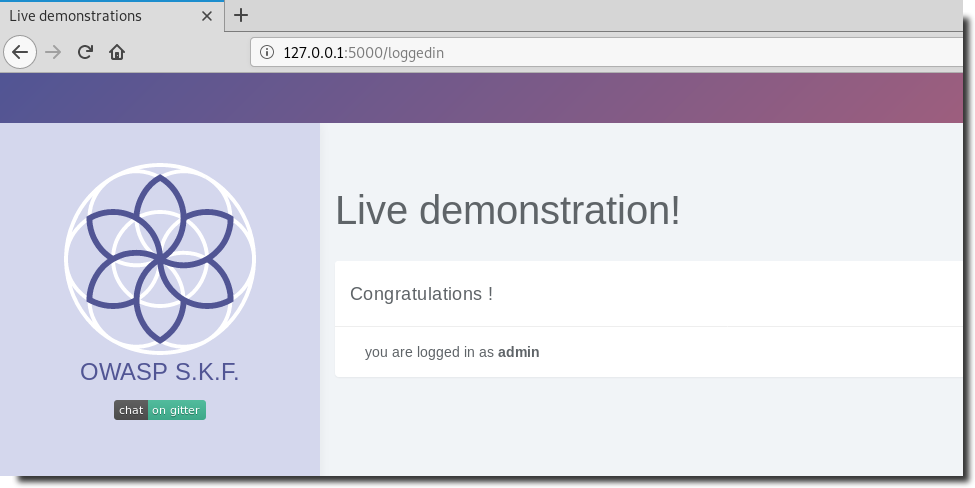 Live demonstrations
127.0.0.1:5000/loggedin
Live demonstration!
Congratulations !
you are logged in as admin
OWASP S.K.F.
chat on gitter